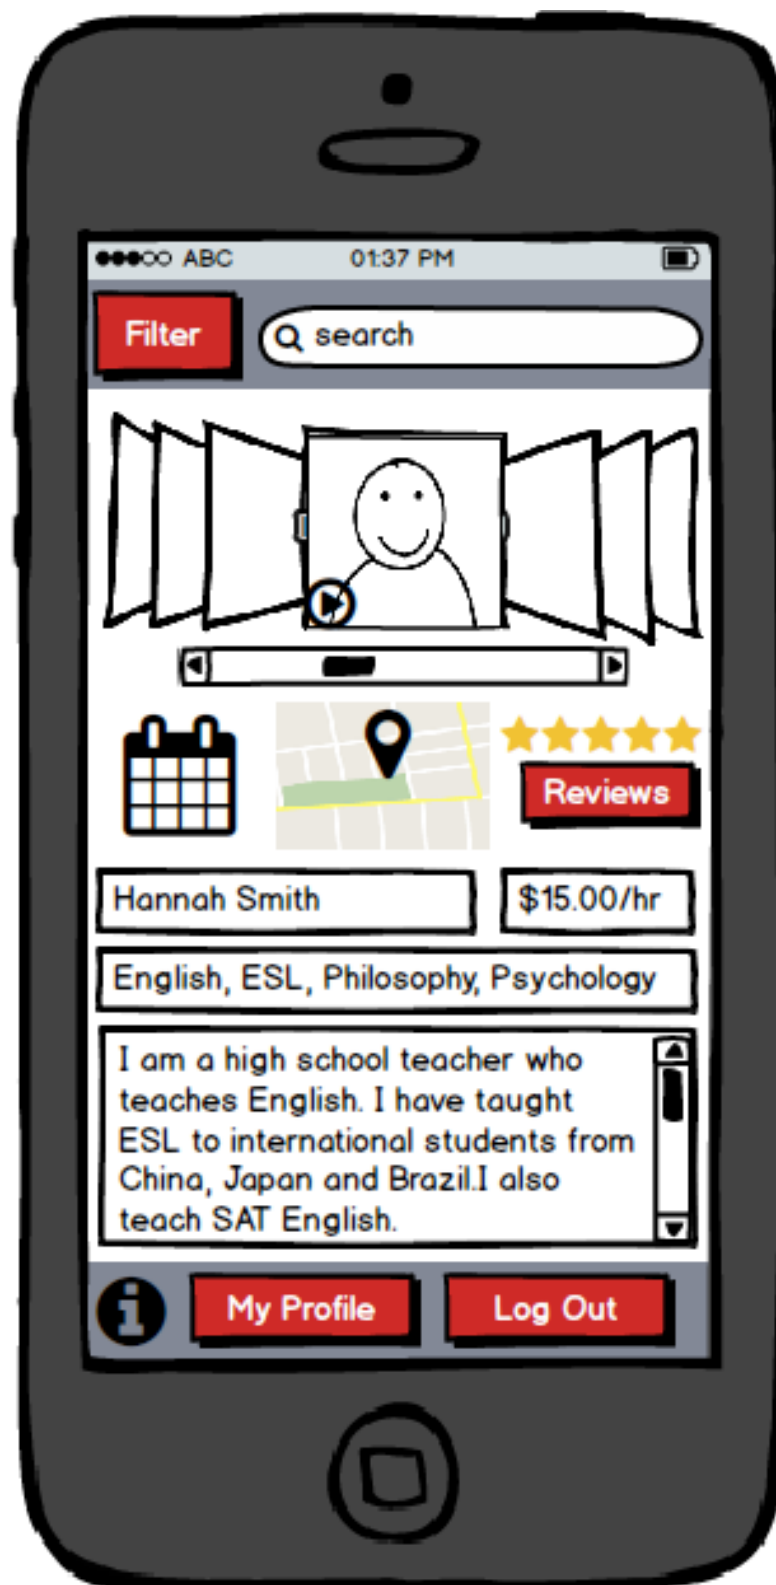 ABC 01:37 PM
Filter search
Reviews
Hannah Smith $15.00/hr
English, ESL, Philosophy, Psychology
I am a high school teacher who
teaches English. I have taught
ESL to international students from
China, Japan and Brazil.I also
teach SAT English.
My Profile Log Out